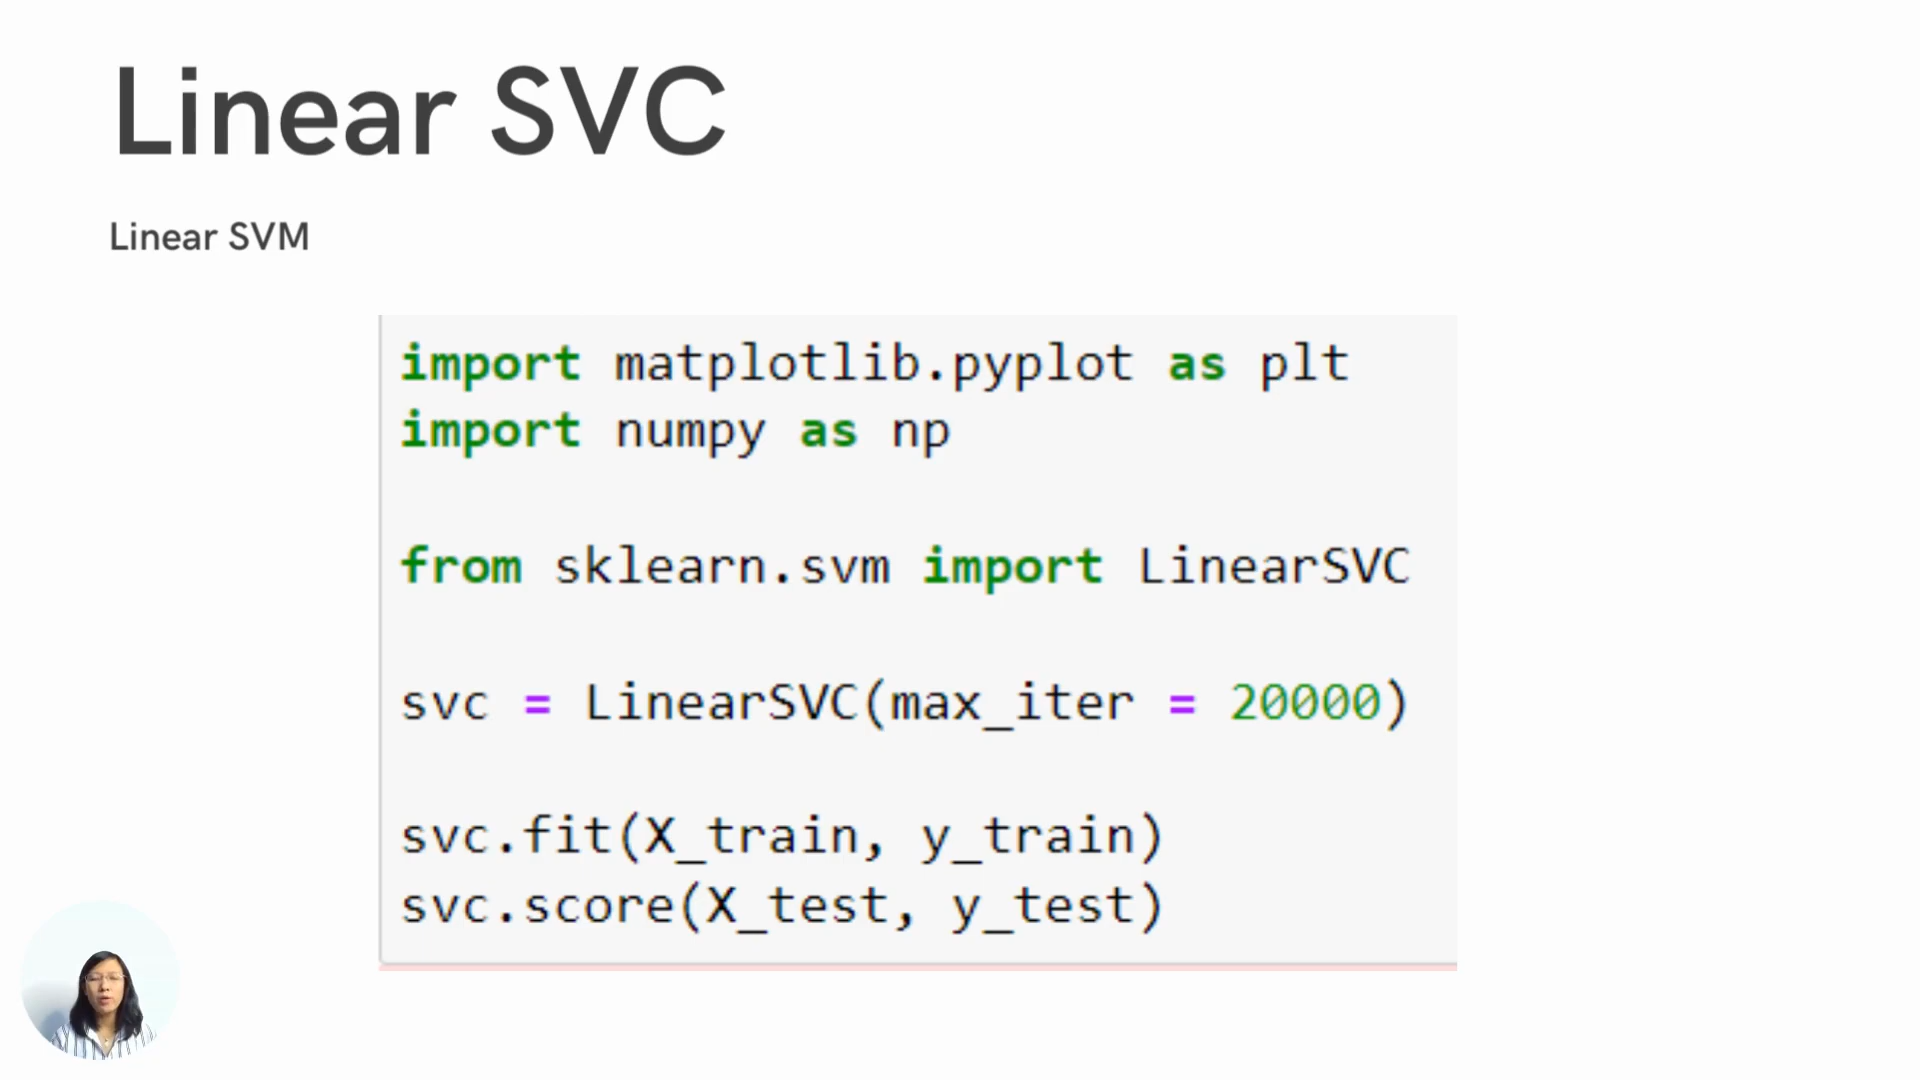 Linear SVC
Linear SVM
import matplotlib.pyplot as plt
import numpy as np
from sklearn.svm import LinearSVC
svc = LinearSVC(max_iter = 20000)
svc.fit(X_train, y_train)
svc.score(X_test, y_test)